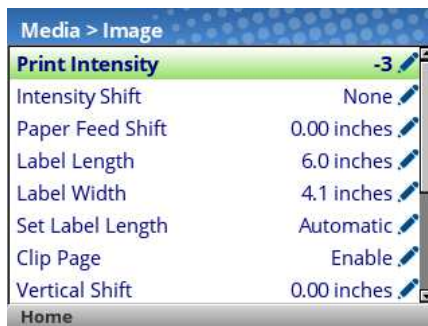 Media > Image
Print Intensity -3
Intensity Shift None
Paper Feed Shift 0.00 inches
Label Length 6.0 inches
Label Width 4.1 inches
Set Label Length Automatic
Clip Page Enable
Vertical Shift 0.00 inches
Home